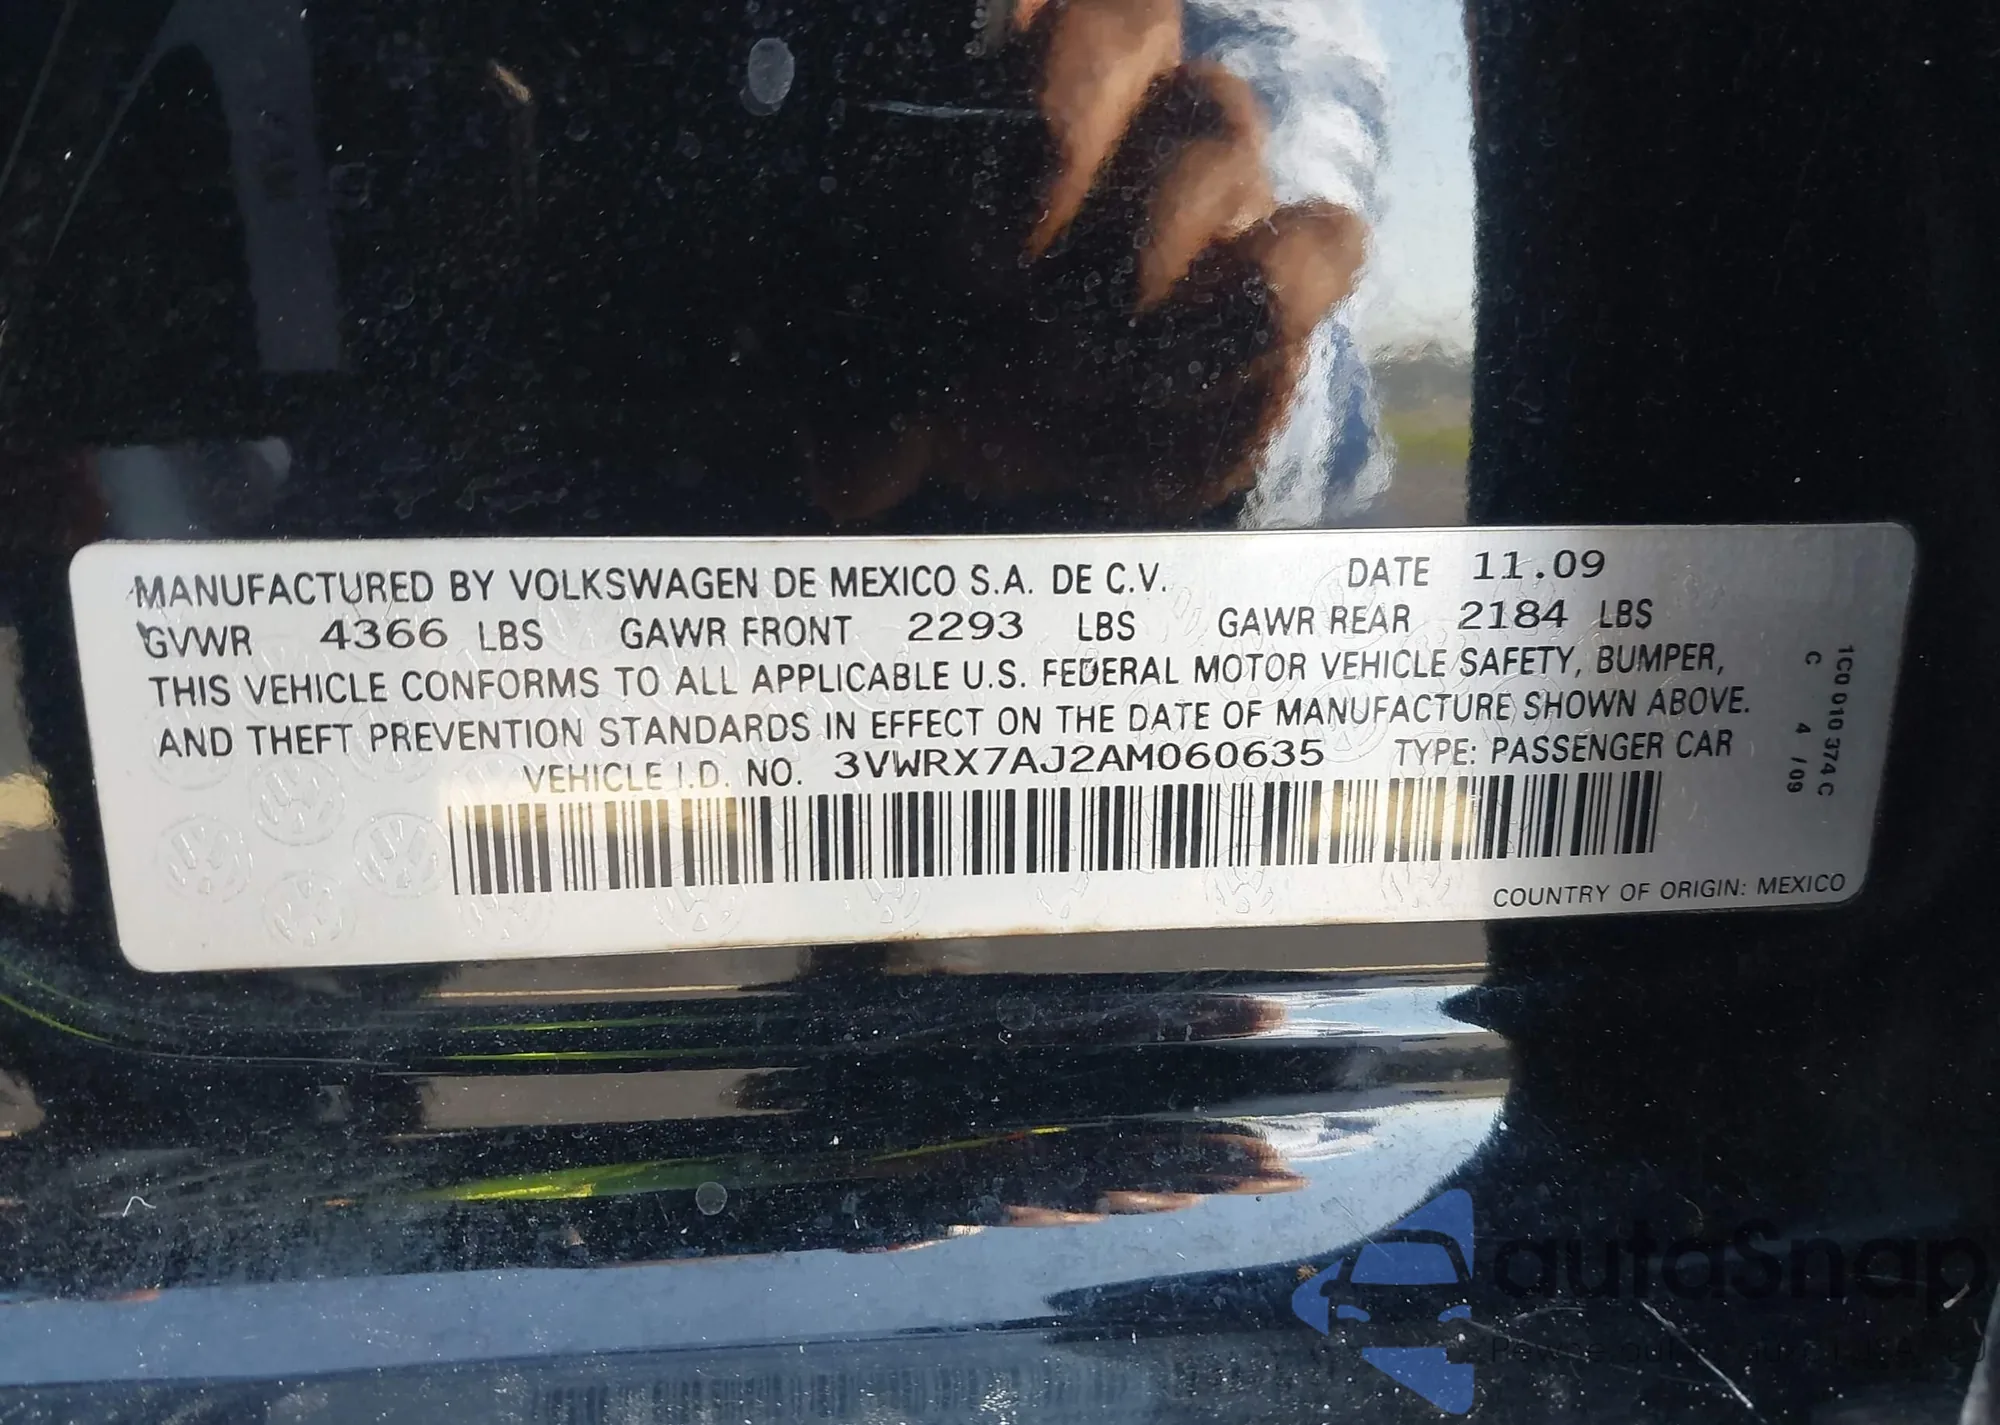 MANUFACTURED BY VOLKSWAGEN DE MEXICO S.A. DE C.V. DATE 11.09
GVWR 4366 LBS GAWR FRONT 2293 LBS GAWR REAR 2184 LBS
THIS VEHICLE CONFORMS TO ALL APPLICABLE U.S. FEDERAL MOTOR VEHICLE SAFETY, BUMPER,
AND THEFT PREVENTION STANDARDS IN EFFECT ON THE DATE OF MANUFACTURE SHOWN ABOVE.
VEHICLE I.D. NO. 3VWRX7AJ2AM060635 TYPE: PASSENGER CAR
COUNTRY OF ORIGIN: MEXICO
1C0 010 374 C
C 4 / 09
autoSnap